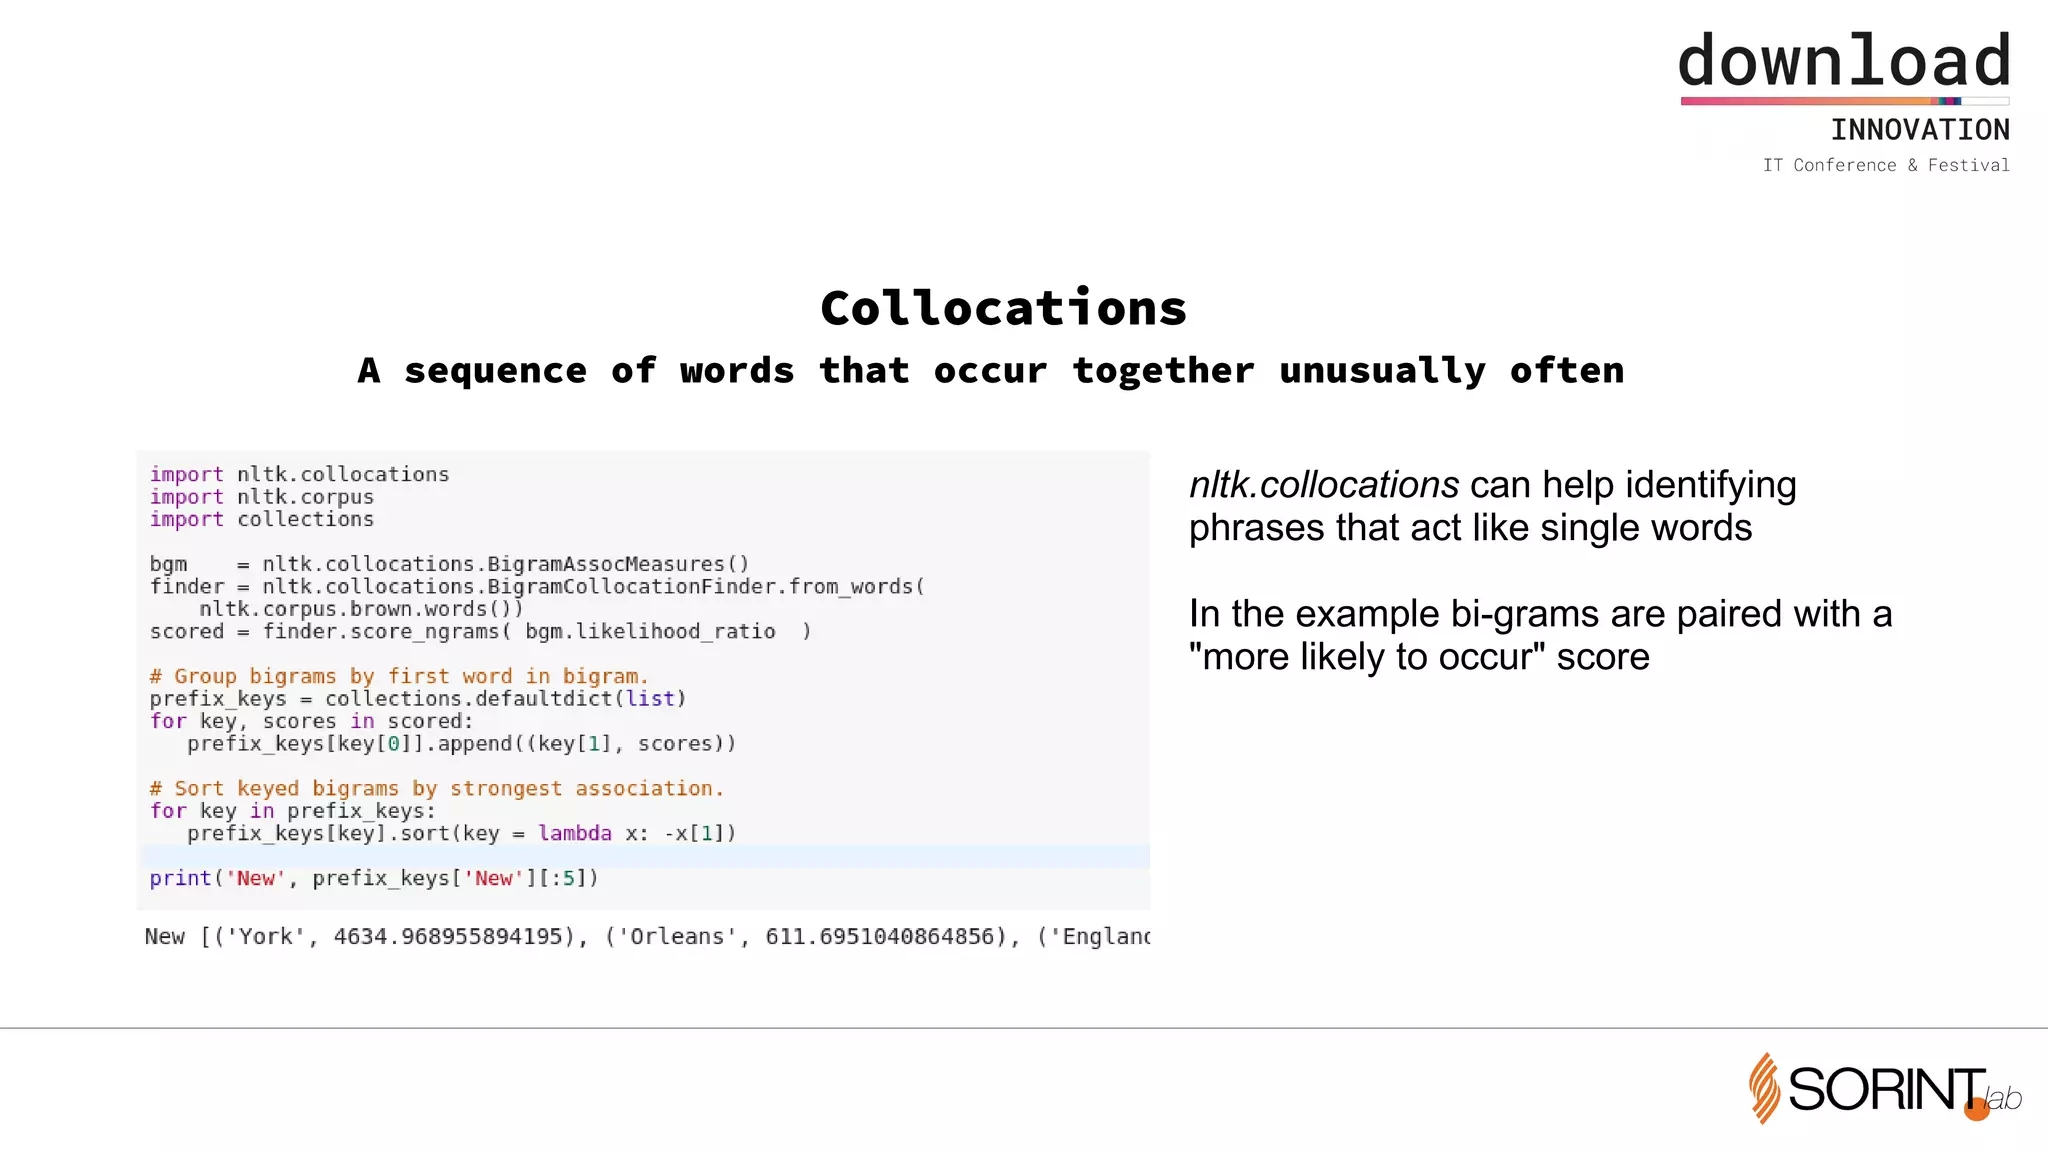 download
INNOVATION
IT Conference & Festival
Collocations
A sequence of words that occur together unusually often
import nltk.collocations
import nltk.corpus
import collections
bgm    = nltk.collocations.BigramAssocMeasures()
finder = nltk.collocations.BigramCollocationFinder.from_words(
    nltk.corpus.brown.words())
scored = finder.score_ngrams( bgm.likelihood_ratio  )
# Group bigrams by first word in bigram.
prefix_keys = collections.defaultdict(list)
for key, scores in scored:
   prefix_keys[key[0]].append((key[1], scores))
# Sort keyed bigrams by strongest association.
for key in prefix_keys:
   prefix_keys[key].sort(key = lambda x: -x[1])
print('New', prefix_keys['New'][:5])
New [('York', 4634.968955894195), ('Orleans', 611.6951040864856), ('England
nltk.collocations can help identifying
phrases that act like single words
In the example bi-grams are paired with a
"more likely to occur" score
SORINT lab